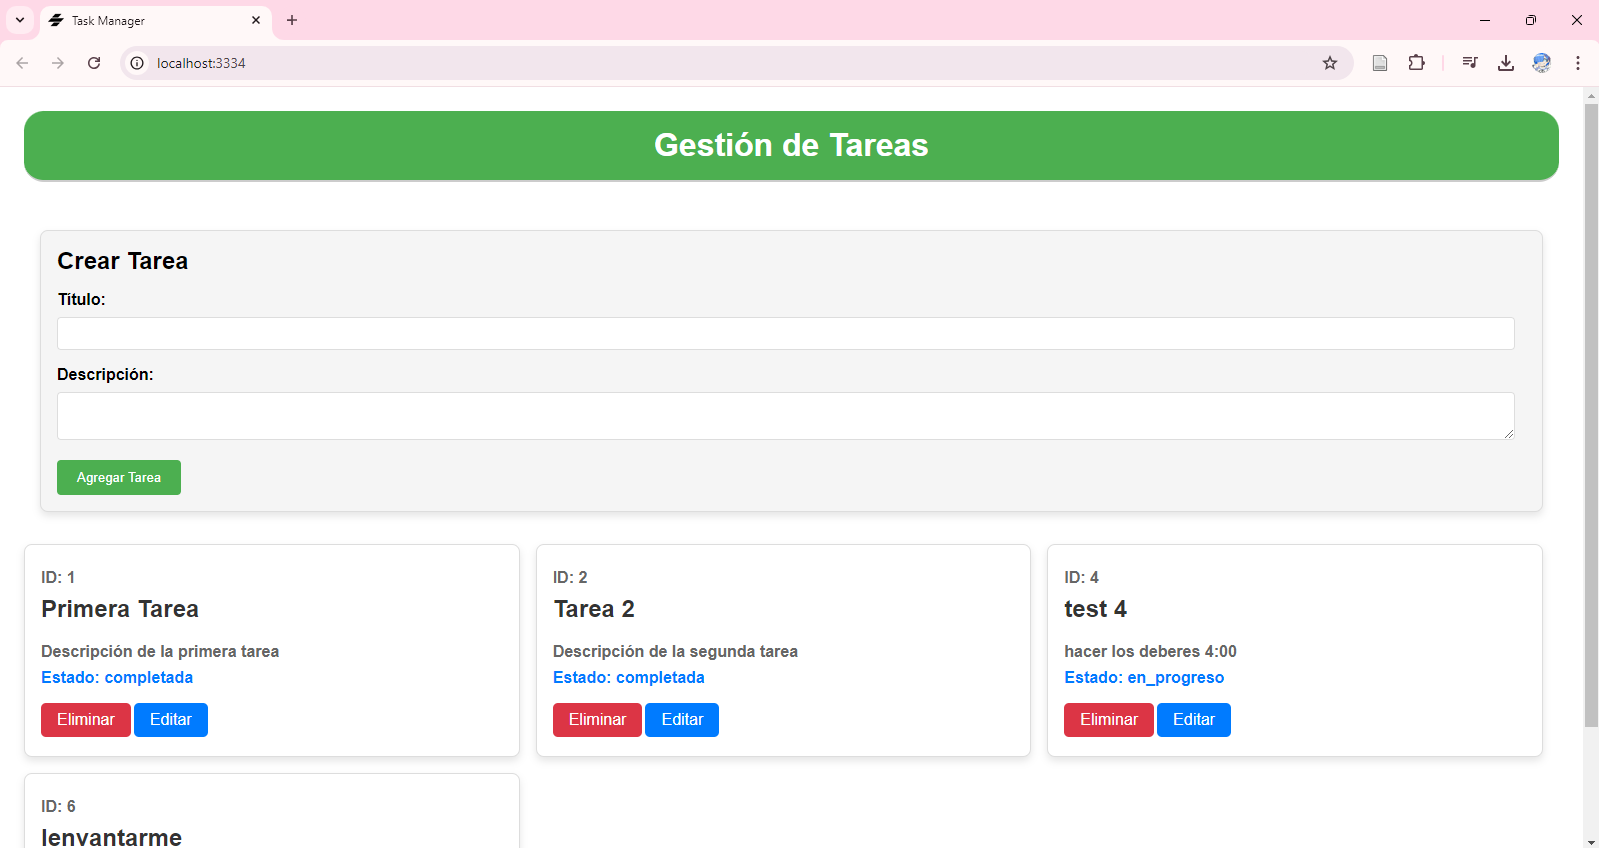 Task Manager
localhost:3334
Gestión de Tareas
Crear Tarea
Título:
Descripción:
Agregar Tarea
ID: 1
Primera Tarea
Descripción de la primera tarea
Estado: completada
Eliminar Editar
ID: 2
Tarea 2
Descripción de la segunda tarea
Estado: completada
Eliminar Editar
ID: 4
test 4
hacer los deberes 4:00
Estado: en_progreso
Eliminar Editar
ID: 6
lenvantarme